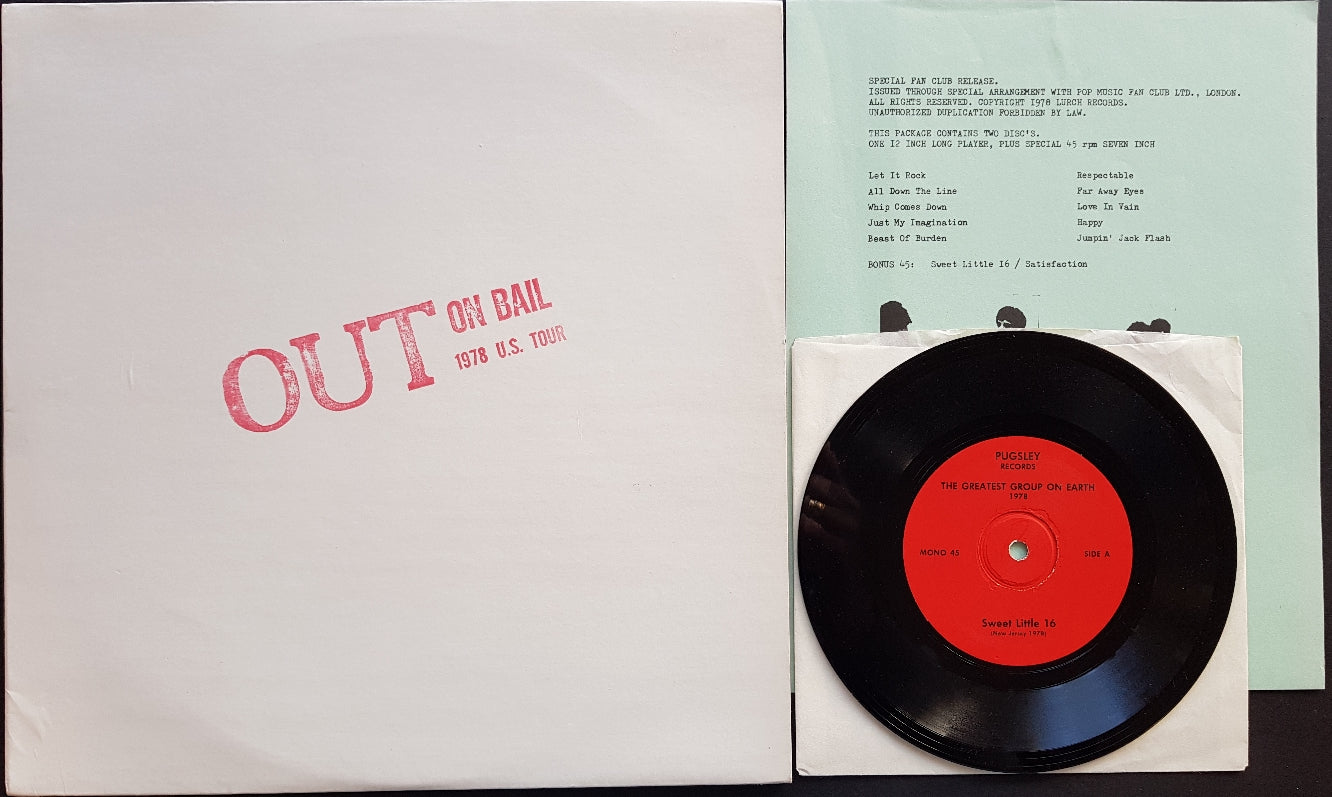 OUT ON BAIL
1978 U.S. TOUR
SPECIAL FAN CLUB RELEASE.
ISSUED THROUGH SPECIAL ARRANGEMENT WITH POP MUSIC FAN CLUB LTD., LONDON.
ALL RIGHTS RESERVED. COPYRIGHT I978 LURCH RECORDS.
UNAUTHORIZED DUPLICATION FORBIDDEN BY LAW.
THIS PACKAGE CONTAINS TWO DISC'S.
ONE I2 INCH LONG PLAYER, PLUS SPECIAL 45 rpm SEVEN INCH
Let It Rock
All Down The Line
Whip Comes Down
Just My Imagination
Beast Of Burden
Respectable
Far Away Eyes
Love In Vain
Happy
Jumpin' Jack Flash
BONUS 45: Sweet Little I6 / Satisfaction
PUGSLEY
RECORDS
THE GREATEST GROUP ON EARTH
1978
MONO 45
SIDE A
Sweet Little 16
(New Jersey 1978)